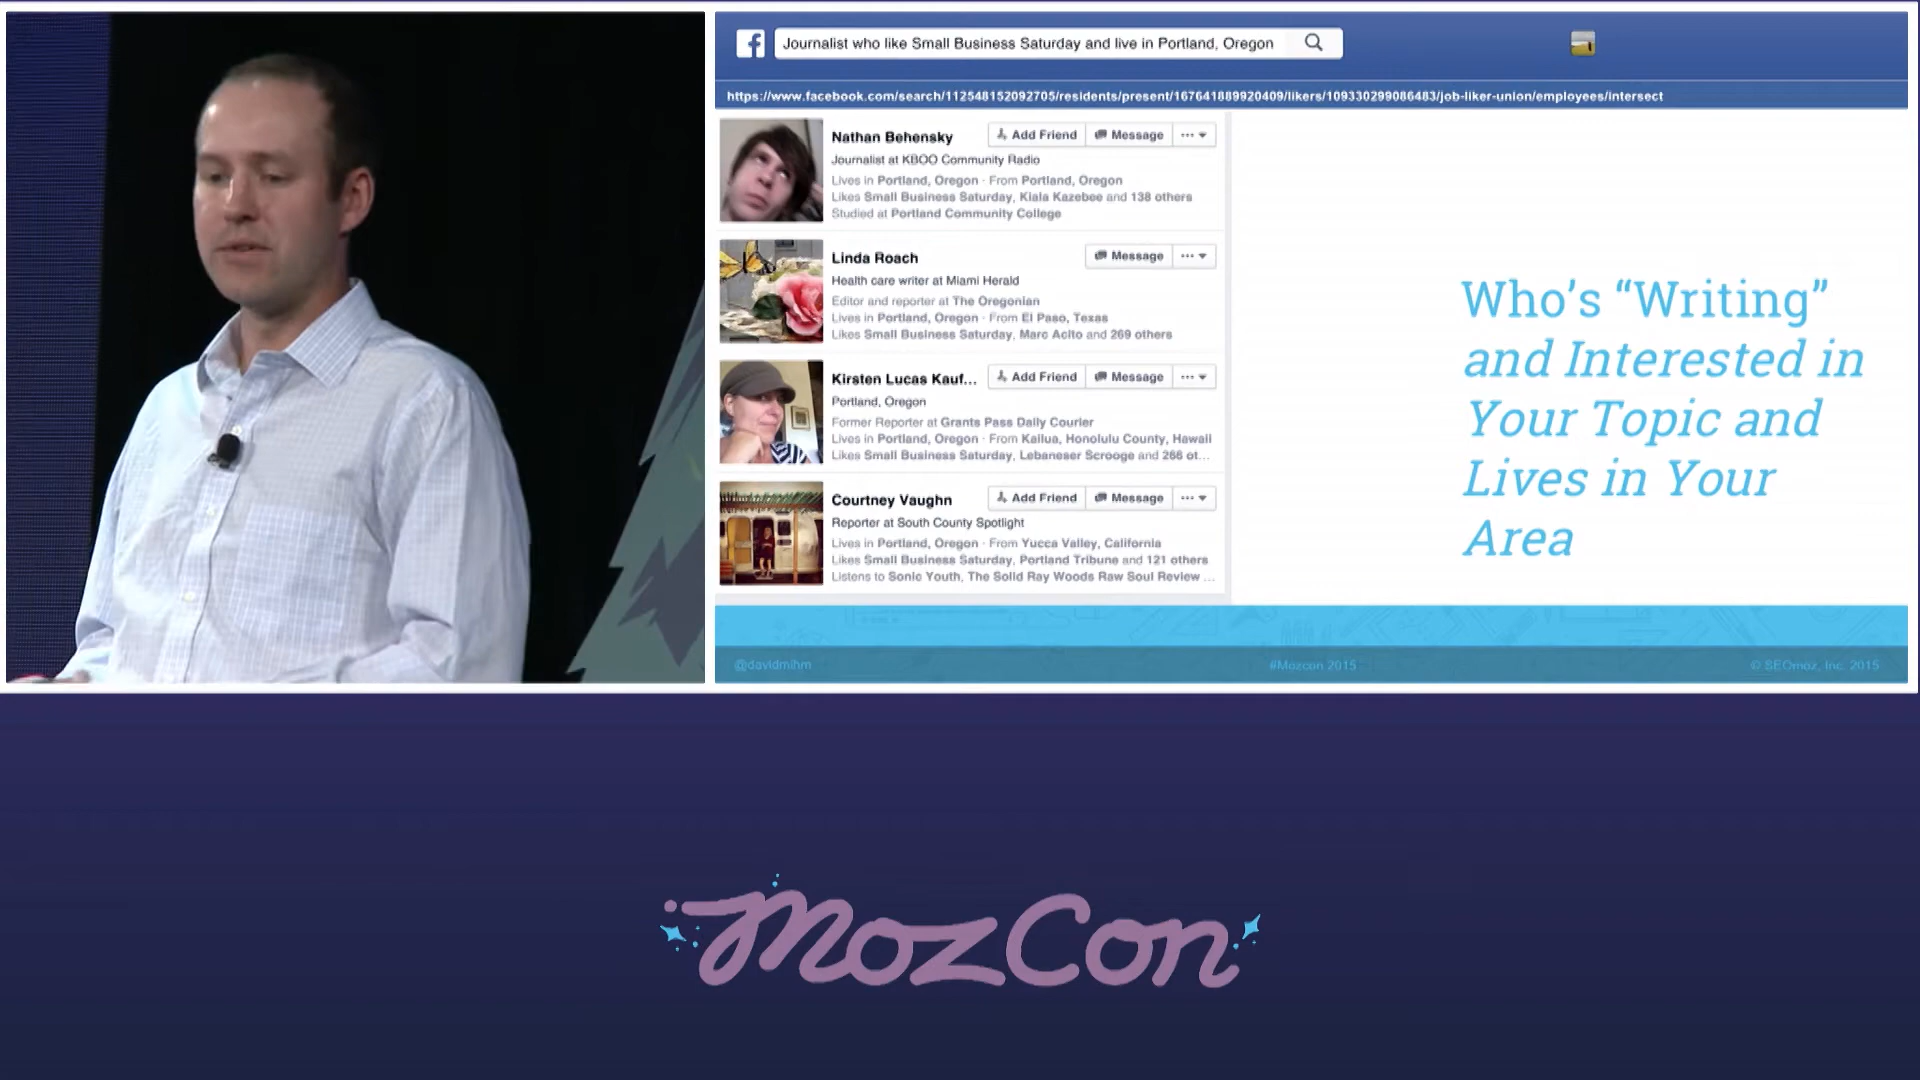 Journalist who like Small Business Saturday and live in Portland, Oregon
https://www.facebook.com/search/112548152092705/residents/present/167641889920409/likers/109330299086483/job-liker-union/employees/intersect
Nathan Behensky
Add Friend
Message
Journalist at KBOO Community Radio
Lives in Portland, Oregon · From Portland, Oregon
Likes Small Business Saturday, Kiala Kazebee and 138 others
Studied at Portland Community College
Linda Roach
Message
Health care writer at Miami Herald
Editor and reporter at The Oregonian
Lives in Portland, Oregon · From El Paso, Texas
Likes Small Business Saturday, Marc Acito and 269 others
Kirsten Lucas Kauf...
Add Friend
Message
Portland, Oregon
Former Reporter at Grants Pass Daily Courier
Lives in Portland, Oregon · From Kailua, Honolulu County, Hawaii
Likes Small Business Saturday, Lebaneser Scrooge and 266 ot...
Courtney Vaughn
Add Friend
Message
Reporter at South County Spotlight
Lives in Portland, Oregon · From Yucca Valley, California
Likes Small Business Saturday, Portland Tribune and 121 others
Listens to Sonic Youth, The Solid Ray Woods Raw Soul Review ...
Who's “Writing”
and Interested in
Your Topic and
Lives in Your
Area
@davidmihm
#Mozcon 2015
© SEOmoz, Inc. 2015
MozCon